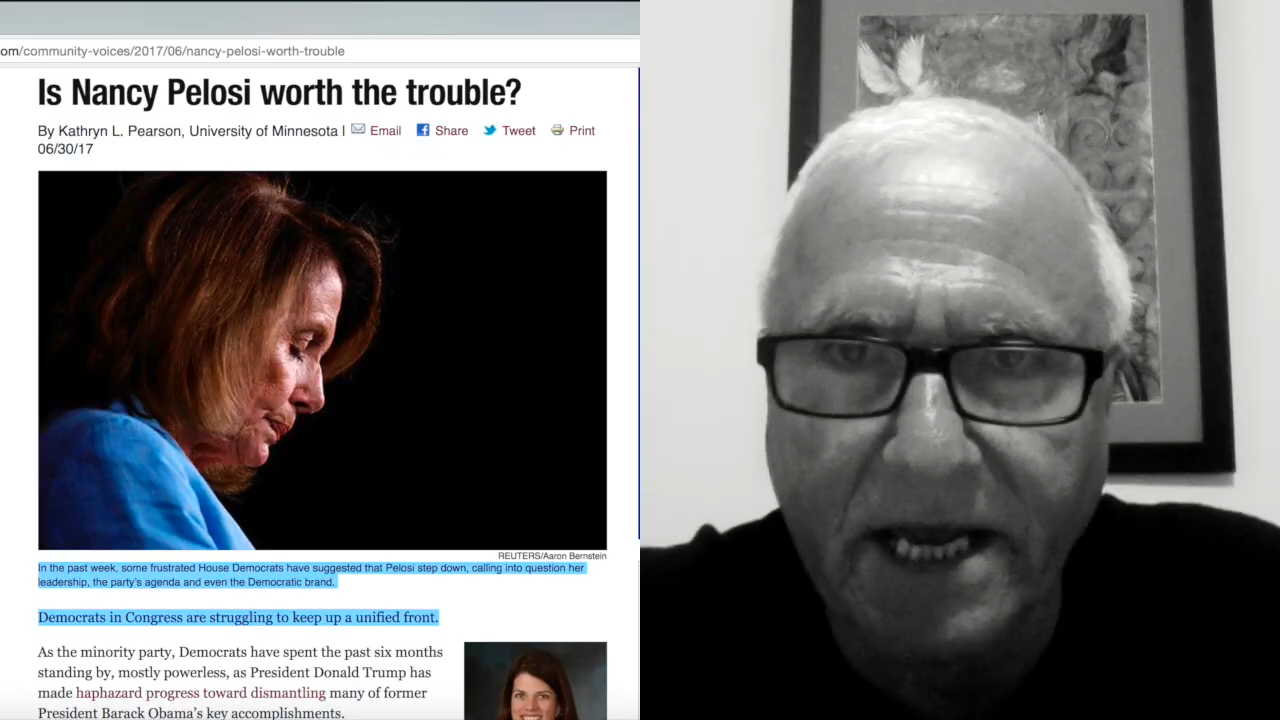 om/community-voices/2017/06/nancy-pelosi-worth-trouble
Is Nancy Pelosi worth the trouble?
By Kathryn L. Pearson, University of Minnesota | Email Share Tweet Print
06/30/17
REUTERS/Aaron Bernstein
In the past week, some frustrated House Democrats have suggested that Pelosi step down, calling into question her
leadership, the party's agenda and even the Democratic brand.
Democrats in Congress are struggling to keep up a unified front.
As the minority party, Democrats have spent the past six months
standing by, mostly powerless, as President Donald Trump has
made haphazard progress toward dismantling many of former
President Barack Obama's key accomplishments.